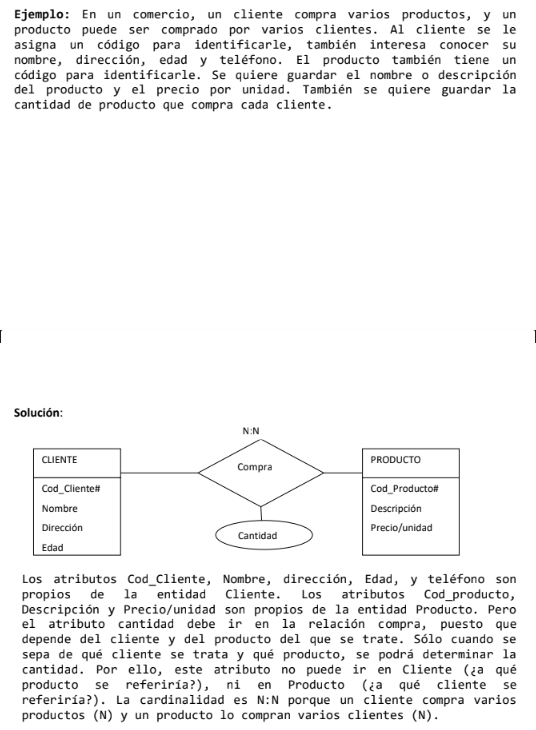 Ejemplo: En un comercio, un cliente compra varios productos, y un
producto puede ser comprado por varios clientes. Al cliente se le
asigna un código para identificarle, también interesa conocer su
nombre, dirección, edad y teléfono. El producto también tiene un
código para identificarle. Se quiere guardar el nombre o descripción
del producto y el precio por unidad. También se quiere guardar la
cantidad de producto que compra cada cliente.
Solución:
N:N
CLIENTE
Compra
PRODUCTO
Cod_Cliente#
Nombre
Dirección
Edad
Cod_Producto#
Descripción
Precio/unidad
Cantidad
Los atributos Cod_Cliente, Nombre, dirección, Edad, y teléfono son
propios de la entidad Cliente. Los atributos Cod_producto,
Descripción y Precio/unidad son propios de la entidad Producto. Pero
el atributo cantidad debe ir en la relación compra, puesto que
depende del cliente y del producto del que se trate. Sólo cuando se
sepa de qué cliente se trata y qué producto, se podrá determinar la
cantidad. Por ello, este atributo no puede ir en Cliente (¿a qué
producto se referiría?), ni en Producto (¿a qué cliente se
referiría?). La cardinalidad es N:N porque un cliente compra varios
productos (N) y un producto lo compran varios clientes (N).